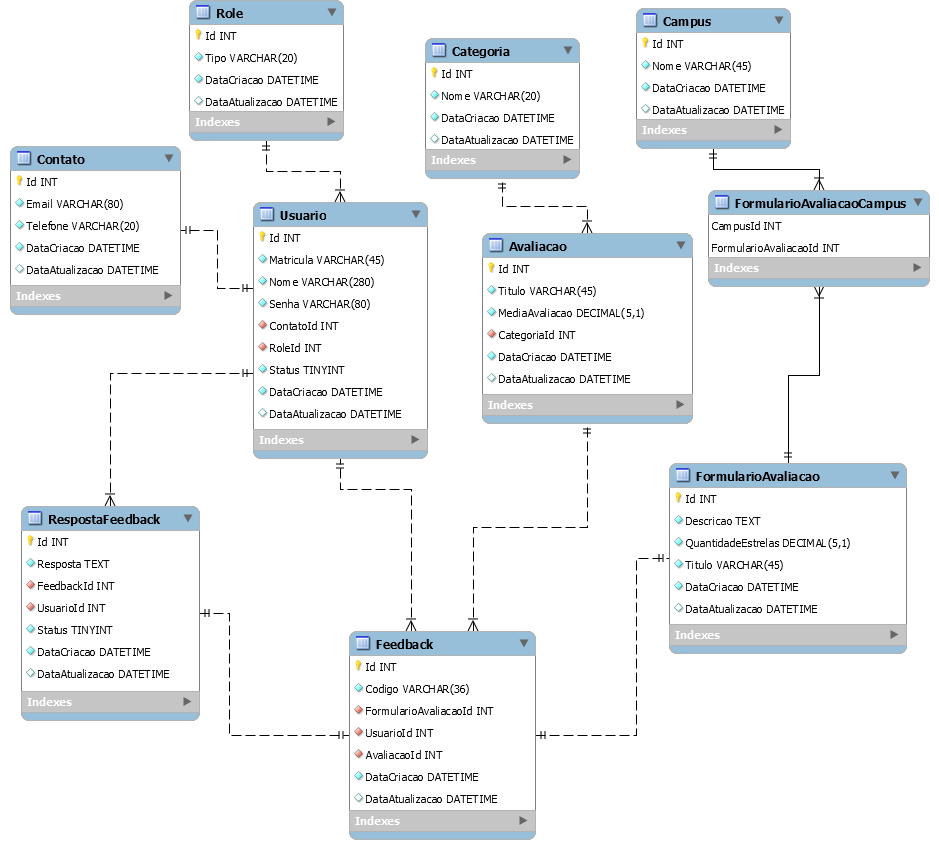 Role
Id INT
Tipo VARCHAR(20)
DataCriacao DATETIME
DataAtualizacao DATETIME
Indexes
Categoria
Id INT
Nome VARCHAR(20)
DataCriacao DATETIME
DataAtualizacao DATETIME
Indexes
Campus
Id INT
Nome VARCHAR(45)
DataCriacao DATETIME
DataAtualizacao DATETIME
Indexes
Contato
Id INT
Email VARCHAR(80)
Telefone VARCHAR(20)
DataCriacao DATETIME
DataAtualizacao DATETIME
Indexes
Usuario
Id INT
Matricula VARCHAR(45)
Nome VARCHAR(280)
Senha VARCHAR(80)
ContatoId INT
RoleId INT
Status TINYINT
DataCriacao DATETIME
DataAtualizacao DATETIME
Indexes
Avaliacao
Id INT
Titulo VARCHAR(45)
MediaAvaliacao DECIMAL(5,1)
CategoriaId INT
DataCriacao DATETIME
DataAtualizacao DATETIME
Indexes
FormularioAvaliacaoCampus
CampusId INT
FormularioAvaliacaoId INT
Indexes
RespostaFeedback
Id INT
Resposta TEXT
FeedbackId INT
UsuarioId INT
Status TINYINT
DataCriacao DATETIME
DataAtualizacao DATETIME
Indexes
Feedback
Id INT
Codigo VARCHAR(36)
FormularioAvaliacaoId INT
UsuarioId INT
AvaliacaoId INT
DataCriacao DATETIME
DataAtualizacao DATETIME
Indexes
FormularioAvaliacao
Id INT
Descricao TEXT
QuantidadeEstrelas DECIMAL(5,1)
Titulo VARCHAR(45)
DataCriacao DATETIME
DataAtualizacao DATETIME
Indexes